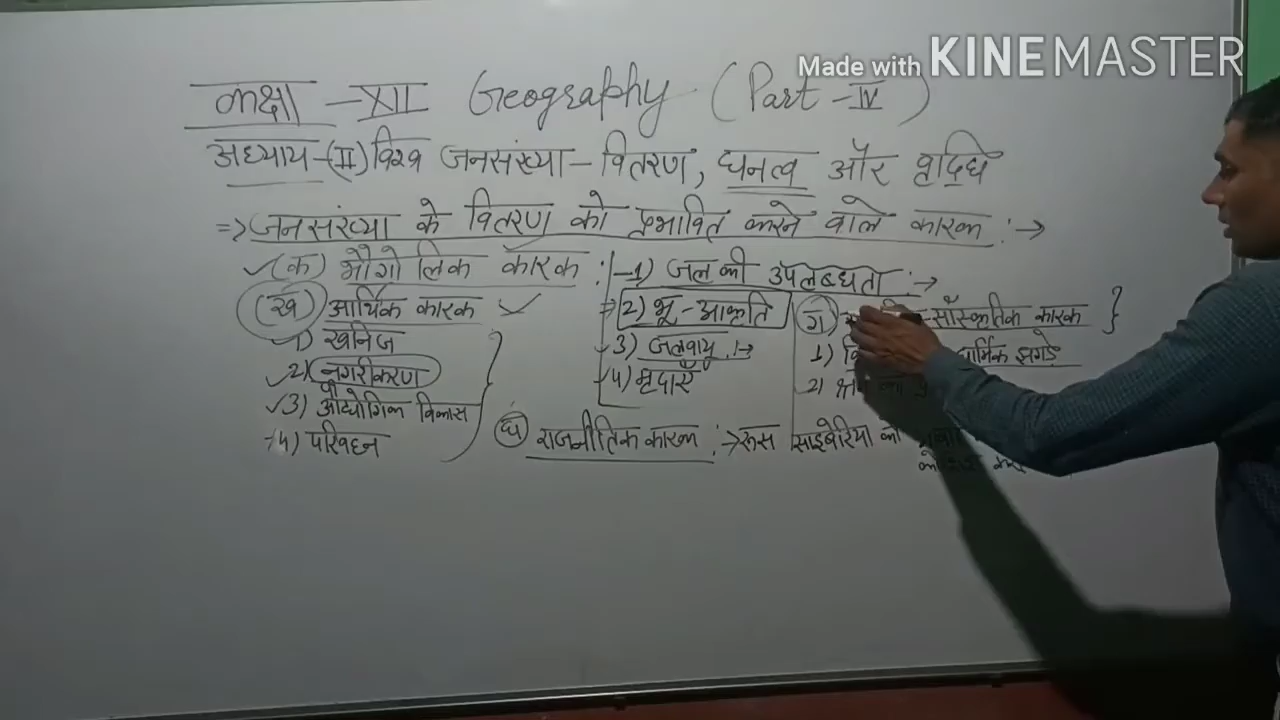 Made with KINEMASTER
कक्षा - XII Geography (Part - IV)
अध्याय-(II) विश्व जनसंख्या - वितरण, घनत्व और वृद्धि
=> जनसंख्या के वितरण को प्रभावित करने वाले कारक :->
(क) भौगोलिक कारक :
(ख) आर्थिक कारक
1) खनिज
2) नगरीकरण
3) औद्योगिक विकास
4) परिवहन
1) जल की उपलब्धता :->
2) भू - आकृति
3) जलवायु :->
4) मृदाएँ
(ग) -साँस्कृतिक कारक
1) धार्मिक झगड़े
2)
(घ) राजनीतिक कारक :-> रूस साइबेरिया